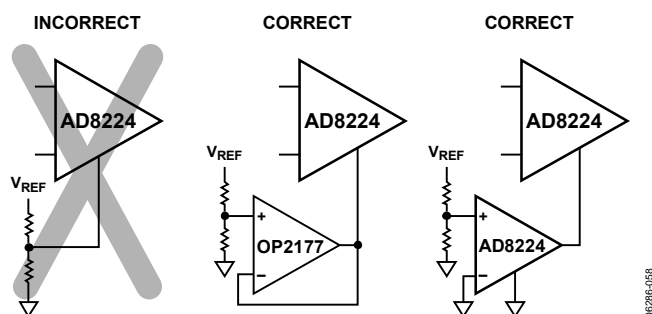 INCORRECT
CORRECT
CORRECT
AD8224
AD8224
AD8224
VREF
VREF
VREF
+
OP2177
–
+
AD8224
–
06286-058